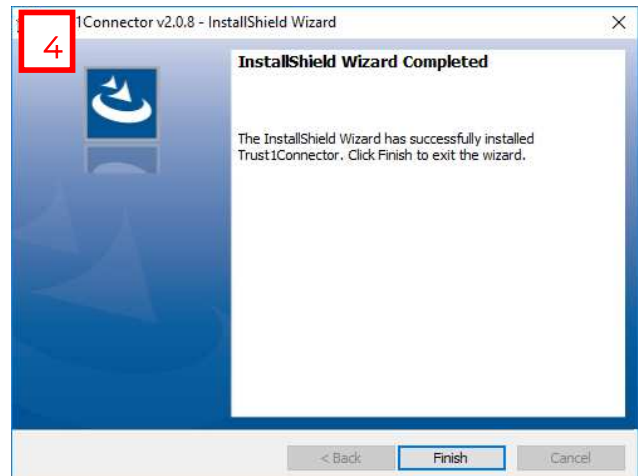 4
1Connector v2.0.8 - InstallShield Wizard
InstallShield Wizard Completed
The InstallShield Wizard has successfully installed
Trust1Connector. Click Finish to exit the wizard.
< Back
Finish
Cancel